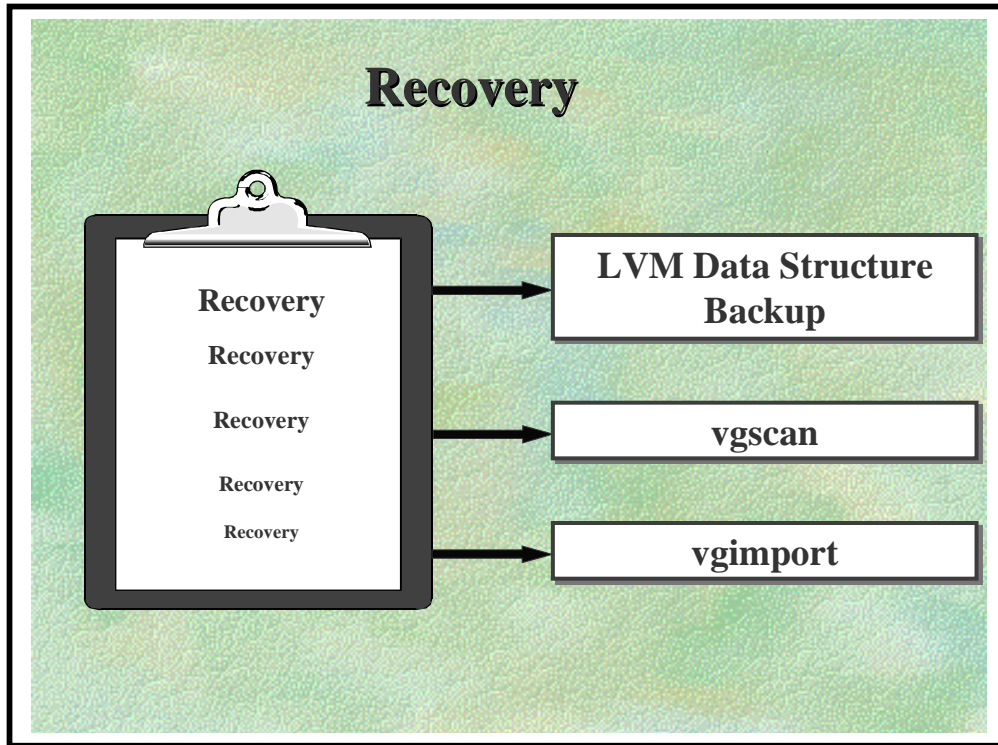 Recovery
Recovery
Recovery
Recovery
Recovery
Recovery
LVM Data Structure
Backup
vgscan
vgimport